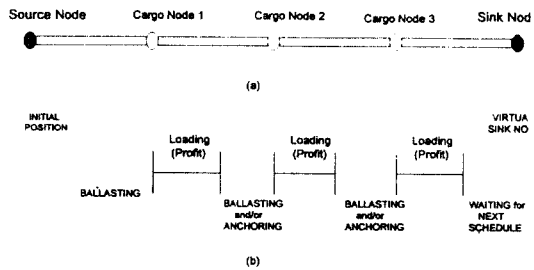 Source Node Cargo Node 1 Cargo Node 2 Cargo Node 3 Sink Nod
(a)
INITIAL POSITION VIRTUA SINK NO
Loading (Profit) Loading (Profit) Loading (Profit)
BALLASTING BALLASTING and/or ANCHORING BALLASTING and/or ANCHORING WAITING for NEXT SCHEDULE
(b)